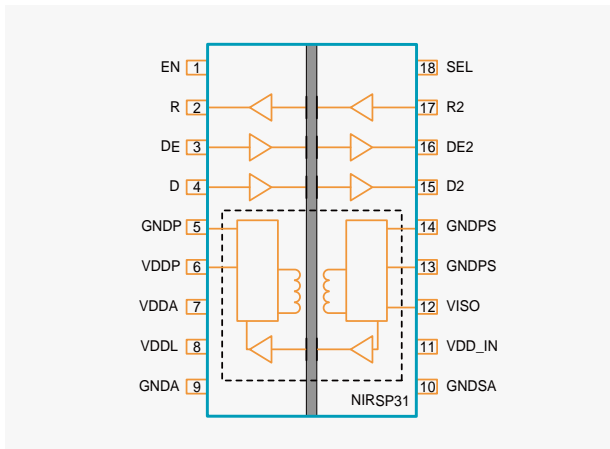 EN 1 18 SEL
R 2 17 R2
DE 3 16 DE2
D 4 15 D2
GNDP 5 14 GNDPS
VDDP 6 13 GNDPS
VDDA 7 12 VISO
VDDL 8 11 VDD_IN
GNDA 9 10 GNDSA
NIRSP31